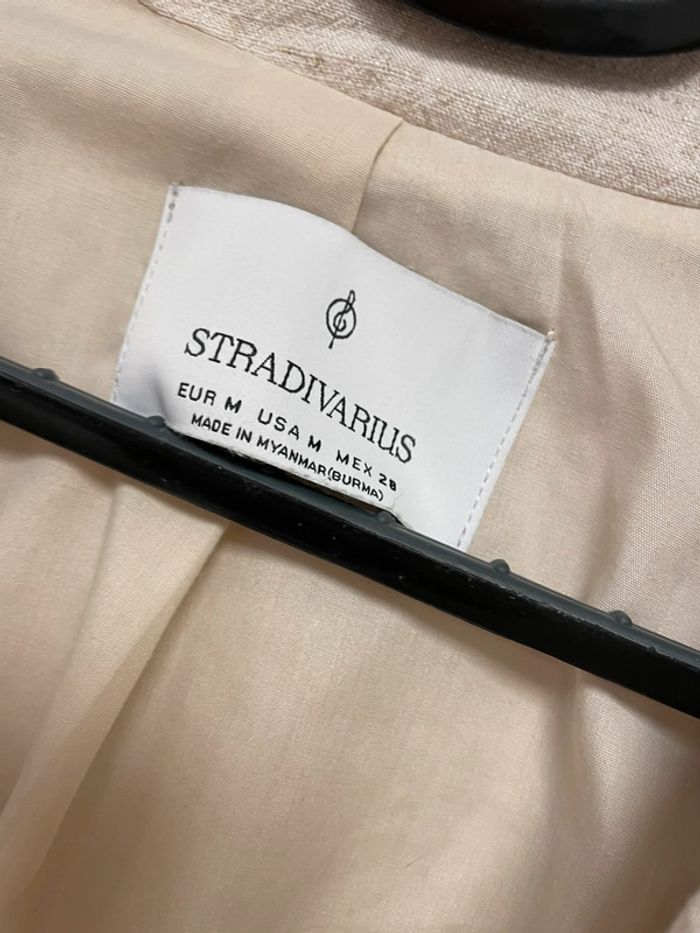 STRADIVARIUS
EUR M USA M MEX 28
MADE IN MYANMAR(BURMA)